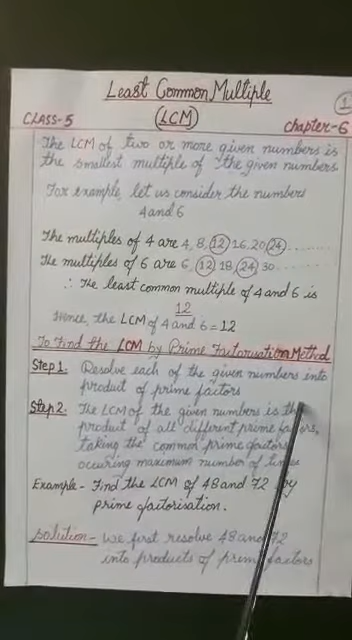 1
Least Common Multiple
(LCM)
CLASS-5
Chapter-6
The LCM of two or more given numbers is
the smallest multiple of the given numbers.
For example, let us consider the numbers
4 and 6
The multiples of 4 are 4, 8, 12 16, 20 24 .......
The multiples of 6 are 6, 12 18, 24 30 .......
∴ The least common multiple of 4 and 6 is
12
Hence, the LCM of 4 and 6 = 12
To Find the LCM by Prime Factorisation Method
Step 1. Resolve each of the given numbers into
product of prime factors
Step 2. The LCM of the given numbers is the
product of all different prime factors,
taking the common prime factors
occuring maximum number of times
Example - Find the LCM of 48 and 72 by
prime factorisation.
Solution - We first resolve 48 and 72
into products of prime factors